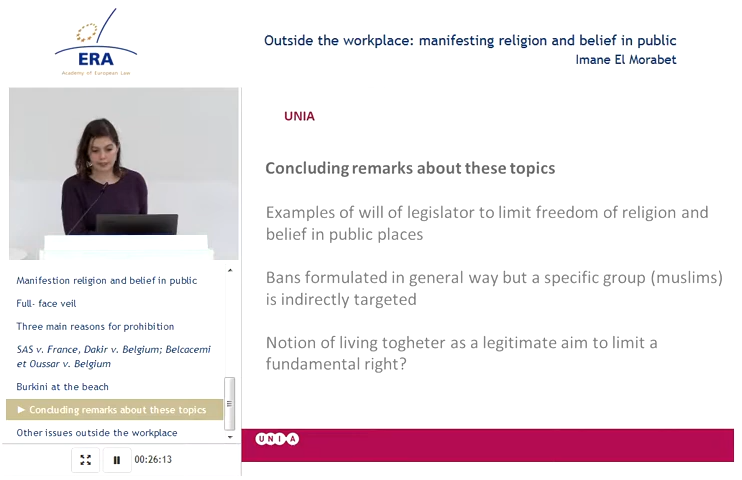 ERA
Academy of European Law
Outside the workplace: manifesting religion and belief in public
Imane El Morabet
Manifestion religion and belief in public
Full- face veil
Three main reasons for prohibition
SAS v. France, Dakir v. Belgium; Belcacemi
et Oussar v. Belgium
Burkini at the beach
► Concluding remarks about these topics
Other issues outside the workplace
00:26:13
UNIA
Concluding remarks about these topics
Examples of will of legislator to limit freedom of religion and
belief in public places
Bans formulated in general way but a specific group (muslims)
is indirectly targeted
Notion of living togheter as a legitimate aim to limit a
fundamental right?
UNIA